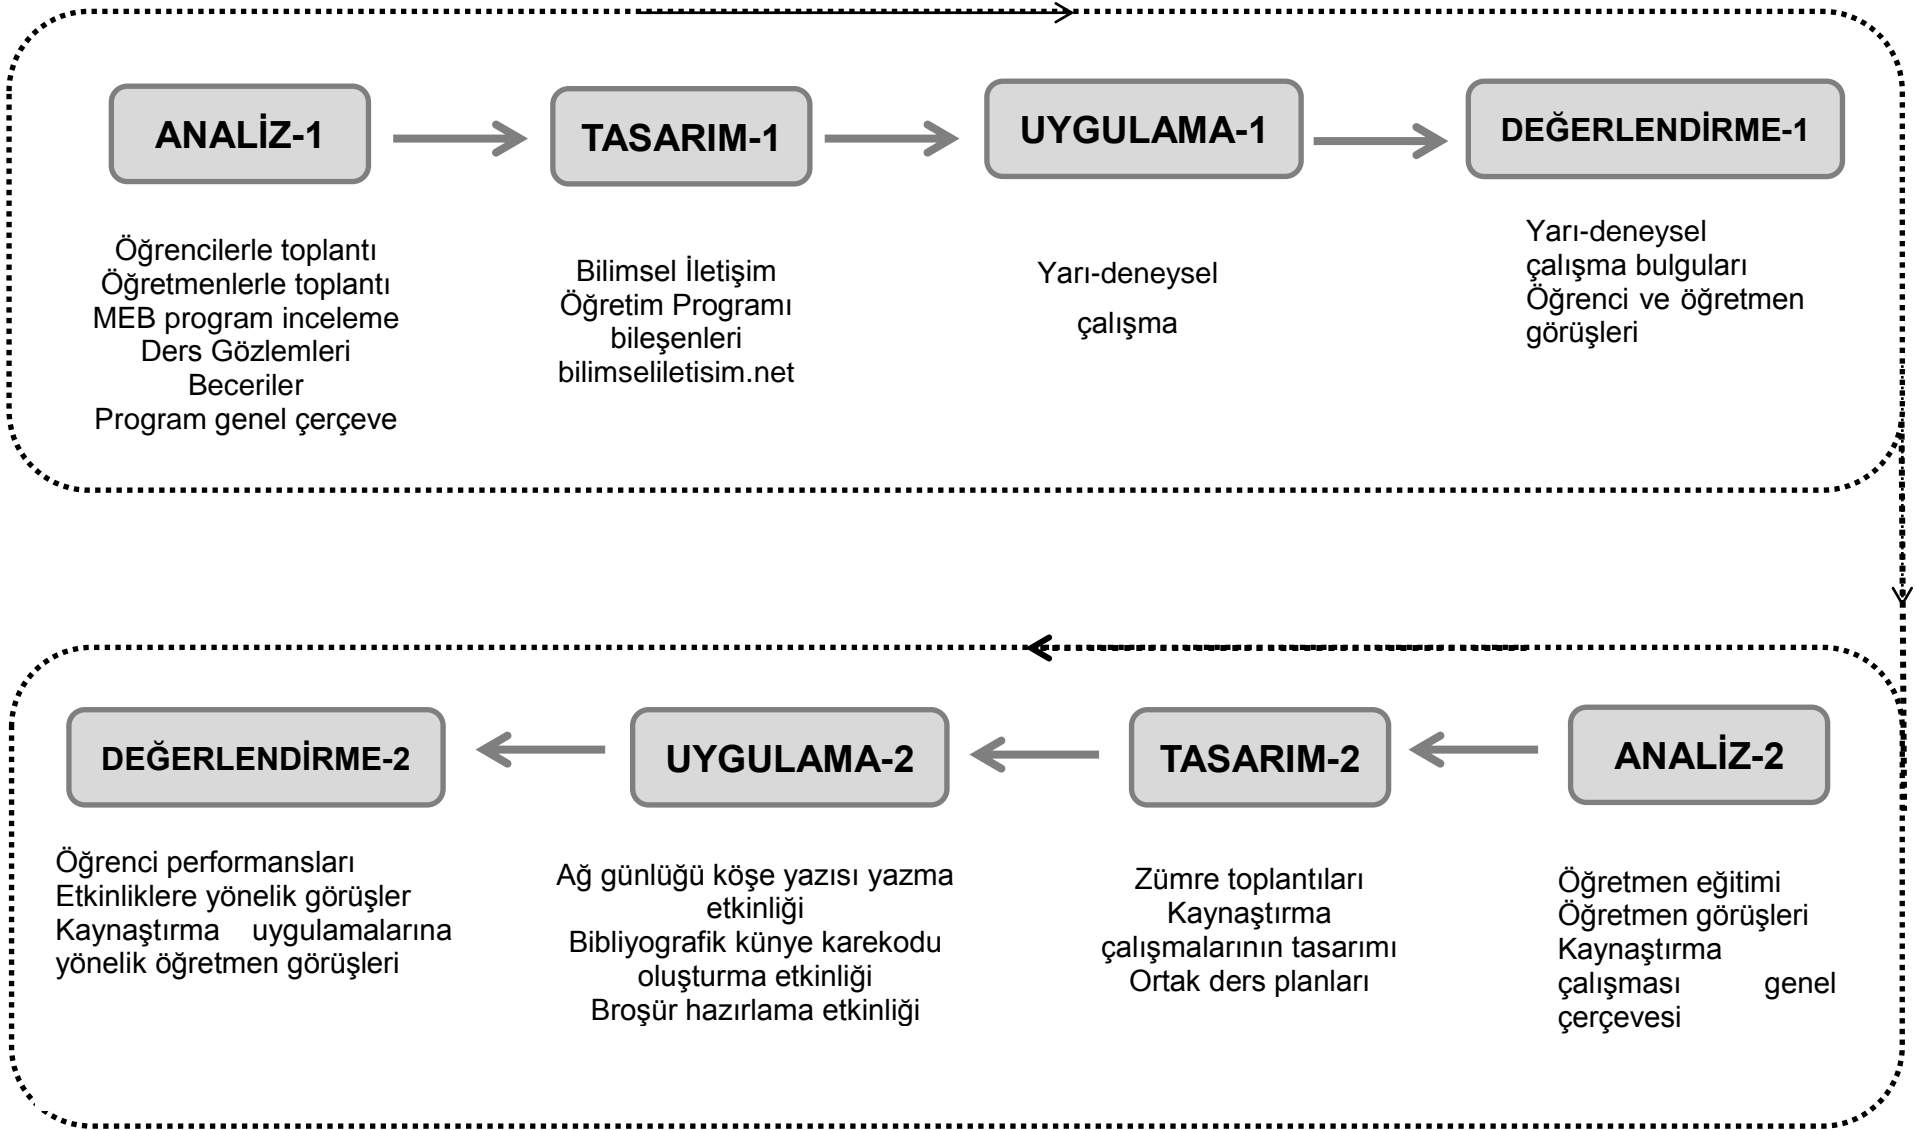 ANALİZ-1
Öğrencilerle toplantı
Öğretmenlerle toplantı
MEB program inceleme
Ders Gözlemleri
Beceriler
Program genel çerçeve
TASARIM-1
Bilimsel İletişim
Öğretim Programı
bileşenleri
bilimseliletisim.net
UYGULAMA-1
Yarı-deneysel
çalışma
DEĞERLENDİRME-1
Yarı-deneysel
çalışma bulguları
Öğrenci ve öğretmen
görüşleri
ANALİZ-2
Öğretmen eğitimi
Öğretmen görüşleri
Kaynaştırma
çalışması genel
çerçevesi
TASARIM-2
Zümre toplantıları
Kaynaştırma
çalışmalarının tasarımı
Ortak ders planları
UYGULAMA-2
Ağ günlüğü köşe yazısı yazma
etkinliği
Bibliyografik künye karekodu
oluşturma etkinliği
Broşür hazırlama etkinliği
DEĞERLENDİRME-2
Öğrenci performansları
Etkinliklere yönelik görüşler
Kaynaştırma uygulamalarına
yönelik öğretmen görüşleri